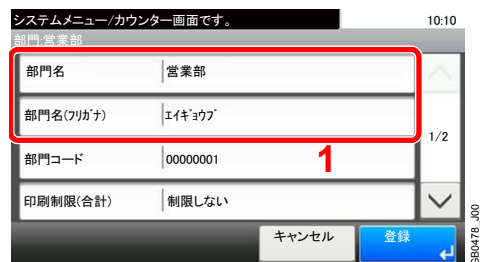 システムメニュー/カウンター画面です。 10:10
部門:営業部
部門名 営業部
部門名(フリガナ) エイギョウブ
1/2
部門コード 00000001 1
印刷制限(合計) 制限しない
キャンセル 登録
GB0478_J00